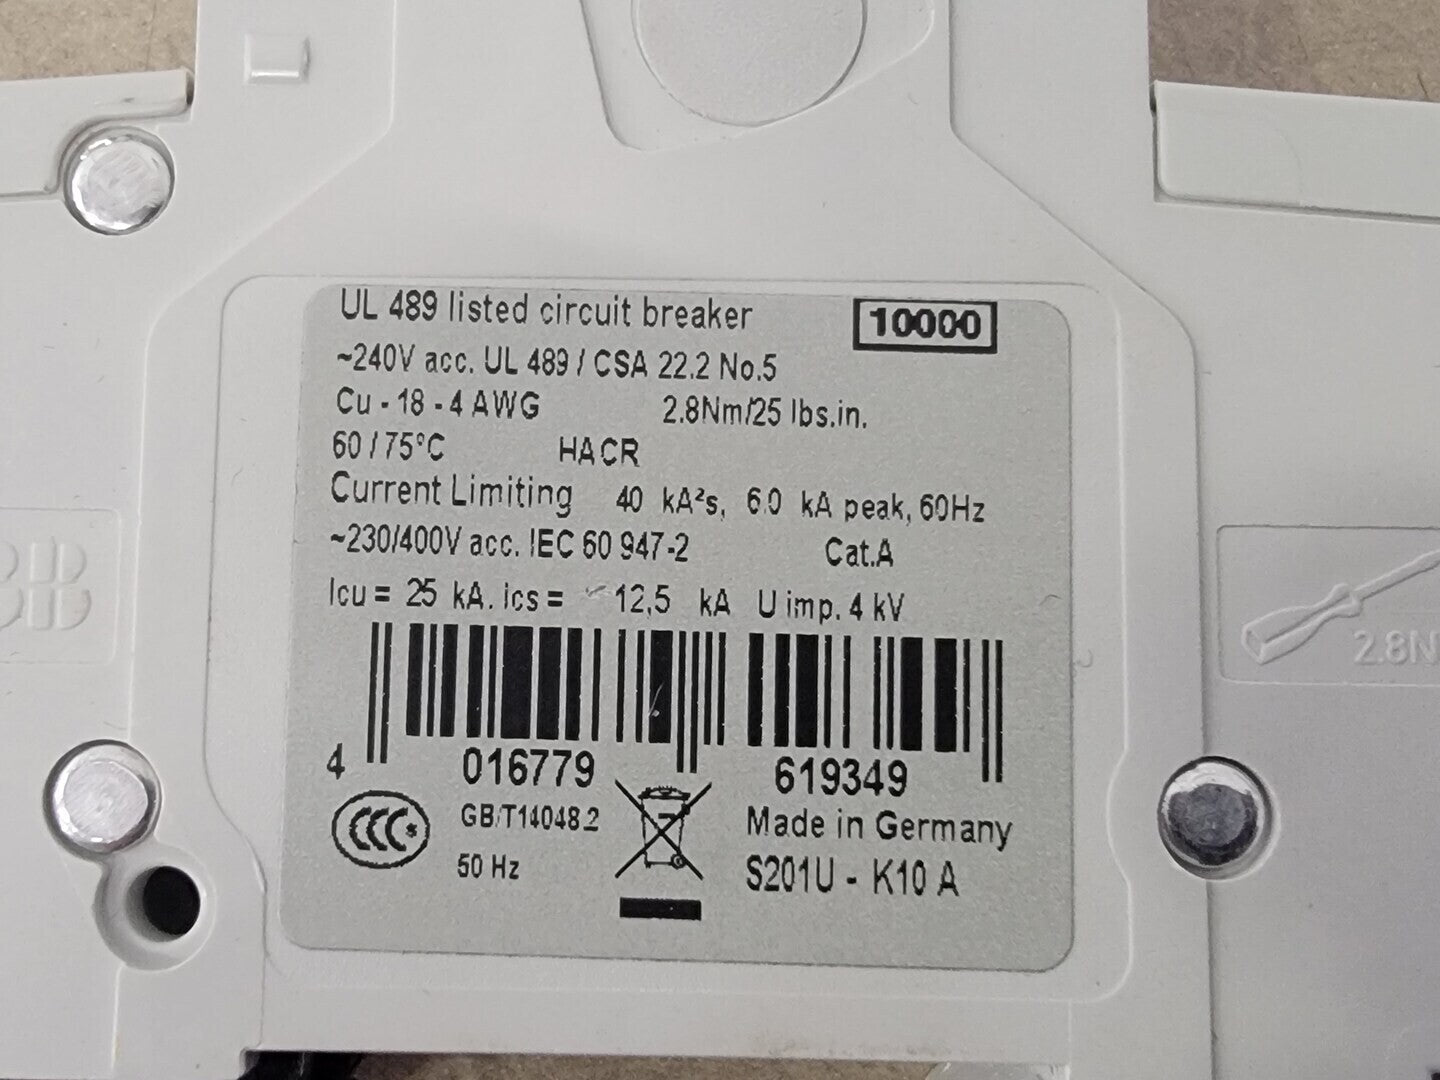 UL 489 listed circuit breaker
10000
~240V acc. UL 489 / CSA 22.2 No.5
Cu - 18 - 4 AWG 2.8Nm/25 lbs.in.
60 / 75°C HACR
Current Limiting 40 kA²s, 6.0 kA peak, 60Hz
~230/400V acc. IEC 60 947-2 Cat.A
Icu = 25 kA. Ics = 12,5 kA U imp. 4 kV
4 016779 619349
CCC S GB/T14048.2 Made in Germany
50 Hz S201U - K10 A
BB
2.8N